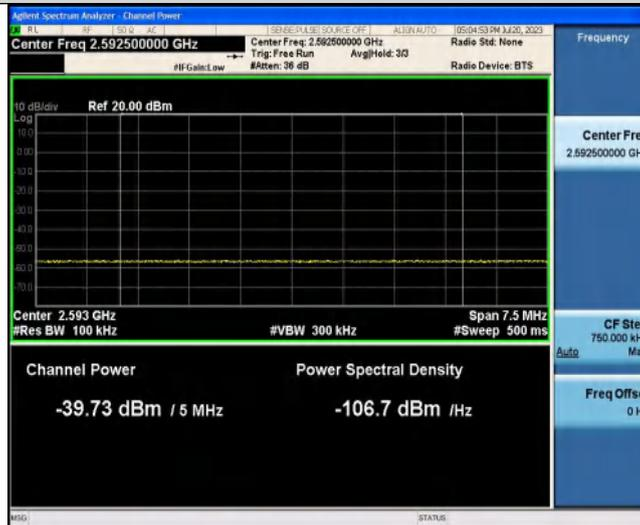 Agilent Spectrum Analyzer - Channel Power
RL RF 50 Ω AC SENSE:PULSE SOURCE OFF ALIGN AUTO 05:04:53 PM Jul 20, 2023
Center Freq 2.592500000 GHz
Center Freq: 2.592500000 GHz
Radio Std: None
Trig: Free Run Avg|Hold: 3/3
#IFGain:Low #Atten: 36 dB Radio Device: BTS
Frequency
10 dB/div Ref 20.00 dBm
Log
10.0
0.00
-10.0
-20.0
-30.0
-40.0
-50.0
-60.0
-70.0
Center Fre
2.592500000 GH
Center 2.593 GHz Span 7.5 MHz
#Res BW 100 kHz #VBW 300 kHz #Sweep 500 ms
CF Ste
750.000 kH
Auto Ma
Channel Power Power Spectral Density
-39.73 dBm / 5 MHz -106.7 dBm /Hz
Freq Offse
0 H
MSG STATUS